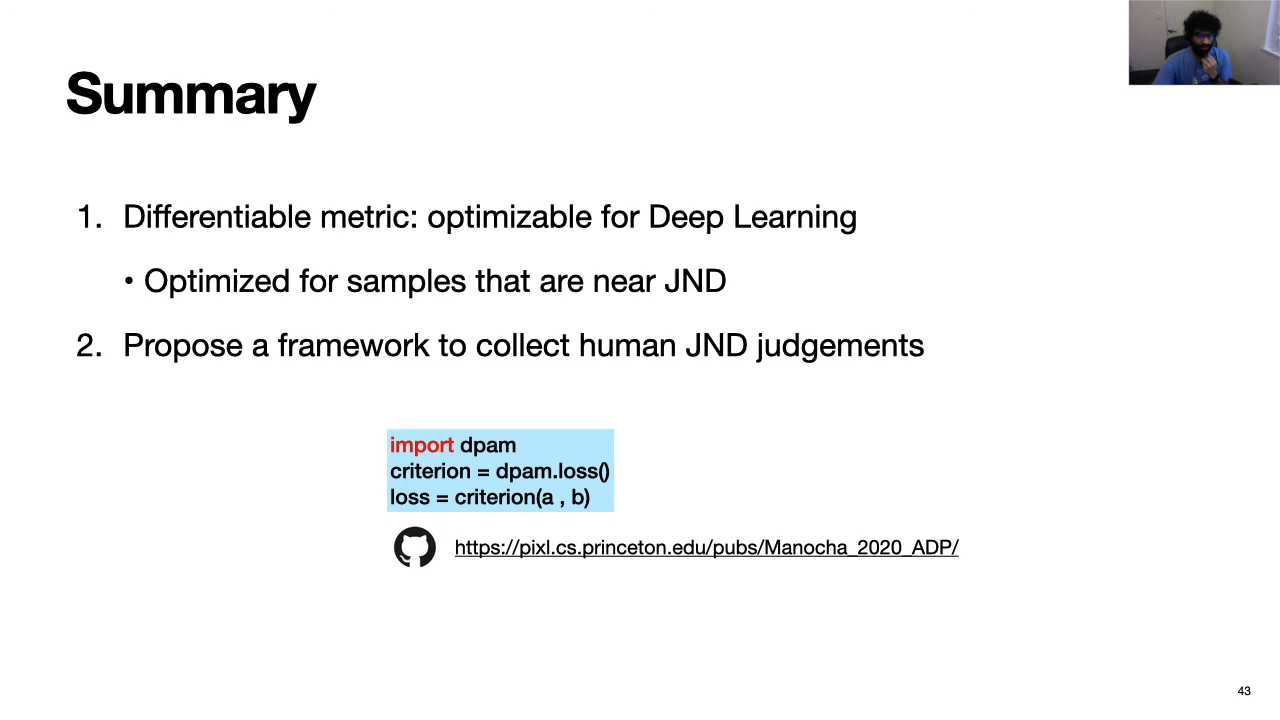 Summary
1. Differentiable metric: optimizable for Deep Learning
• Optimized for samples that are near JND
2. Propose a framework to collect human JND judgements
import dpam
criterion = dpam.loss()
loss = criterion(a , b)
https://pixl.cs.princeton.edu/pubs/Manocha_2020_ADP/
43